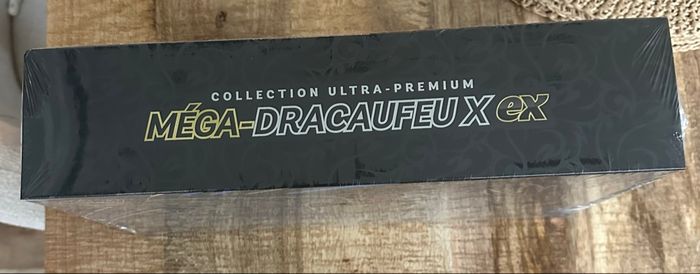 COLLECTION ULTRA-PREMIUM
MÉGA-DRACAUFEU X ex